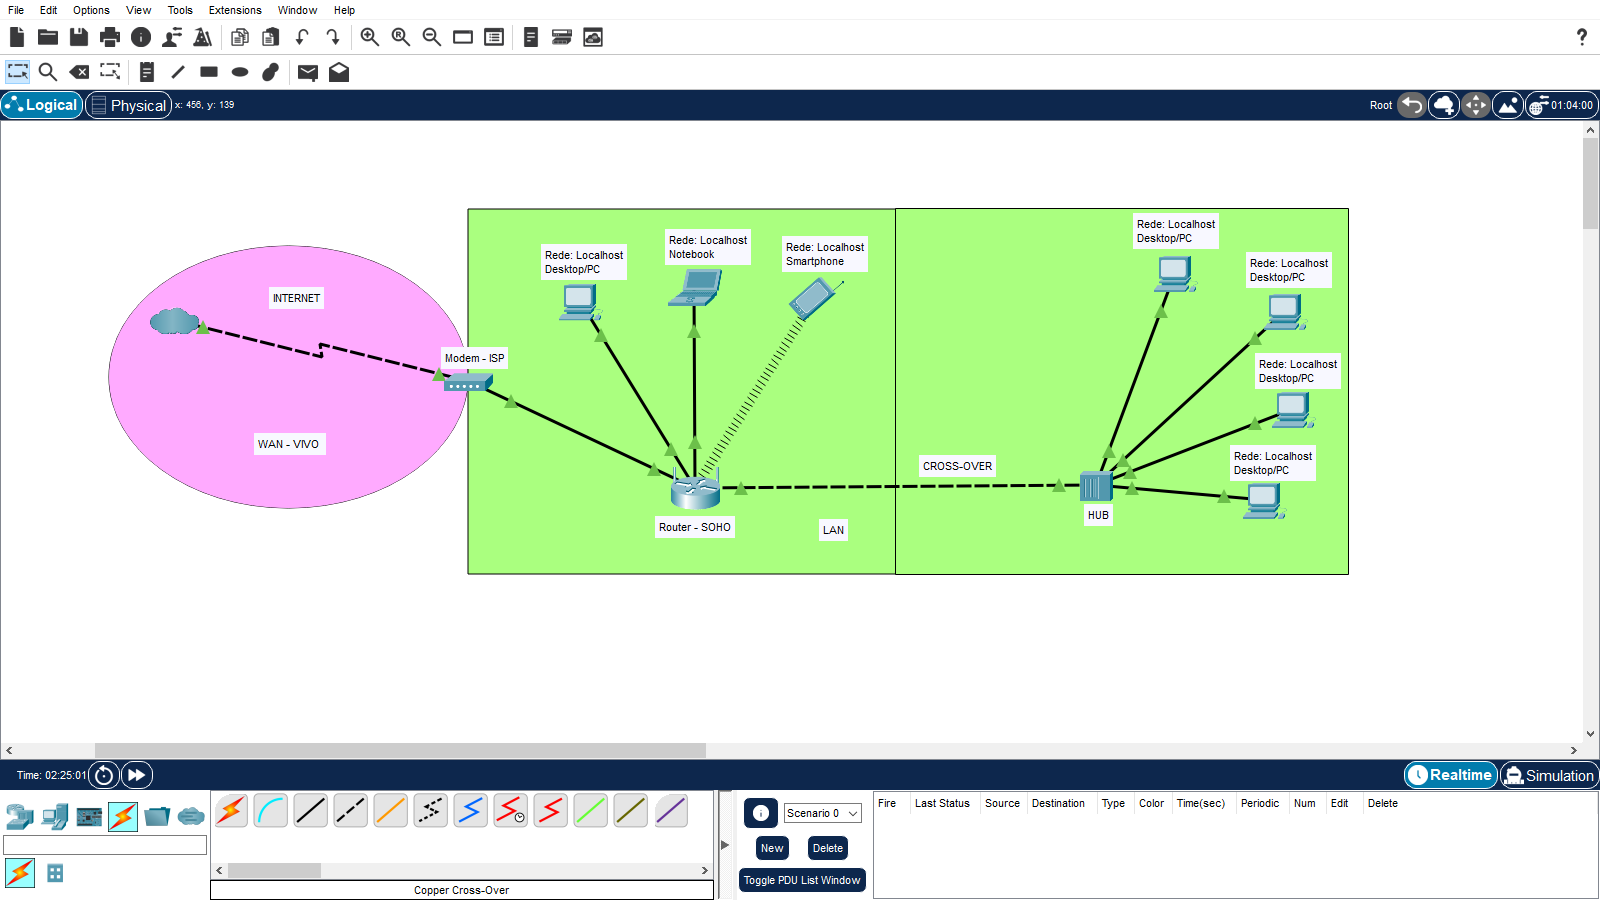 File Edit Options View Tools Extensions Window Help
Logical Physical x: 456, y: 139 Root 01:04:00
Rede: Localhost
Desktop/PC
Rede: Localhost
Notebook
Rede: Localhost
Smartphone
Rede: Localhost
Desktop/PC
Rede: Localhost
Desktop/PC
INTERNET
Modem - ISP
Rede: Localhost
Desktop/PC
WAN - VIVO
CROSS-OVER
Rede: Localhost
Desktop/PC
HUB
Router - SOHO
LAN
Time: 02:25:01 Realtime Simulation
Scenario 0
New Delete
Toggle PDU List Window
Fire Last Status Source Destination Type Color Time(sec) Periodic Num Edit Delete
Copper Cross-Over